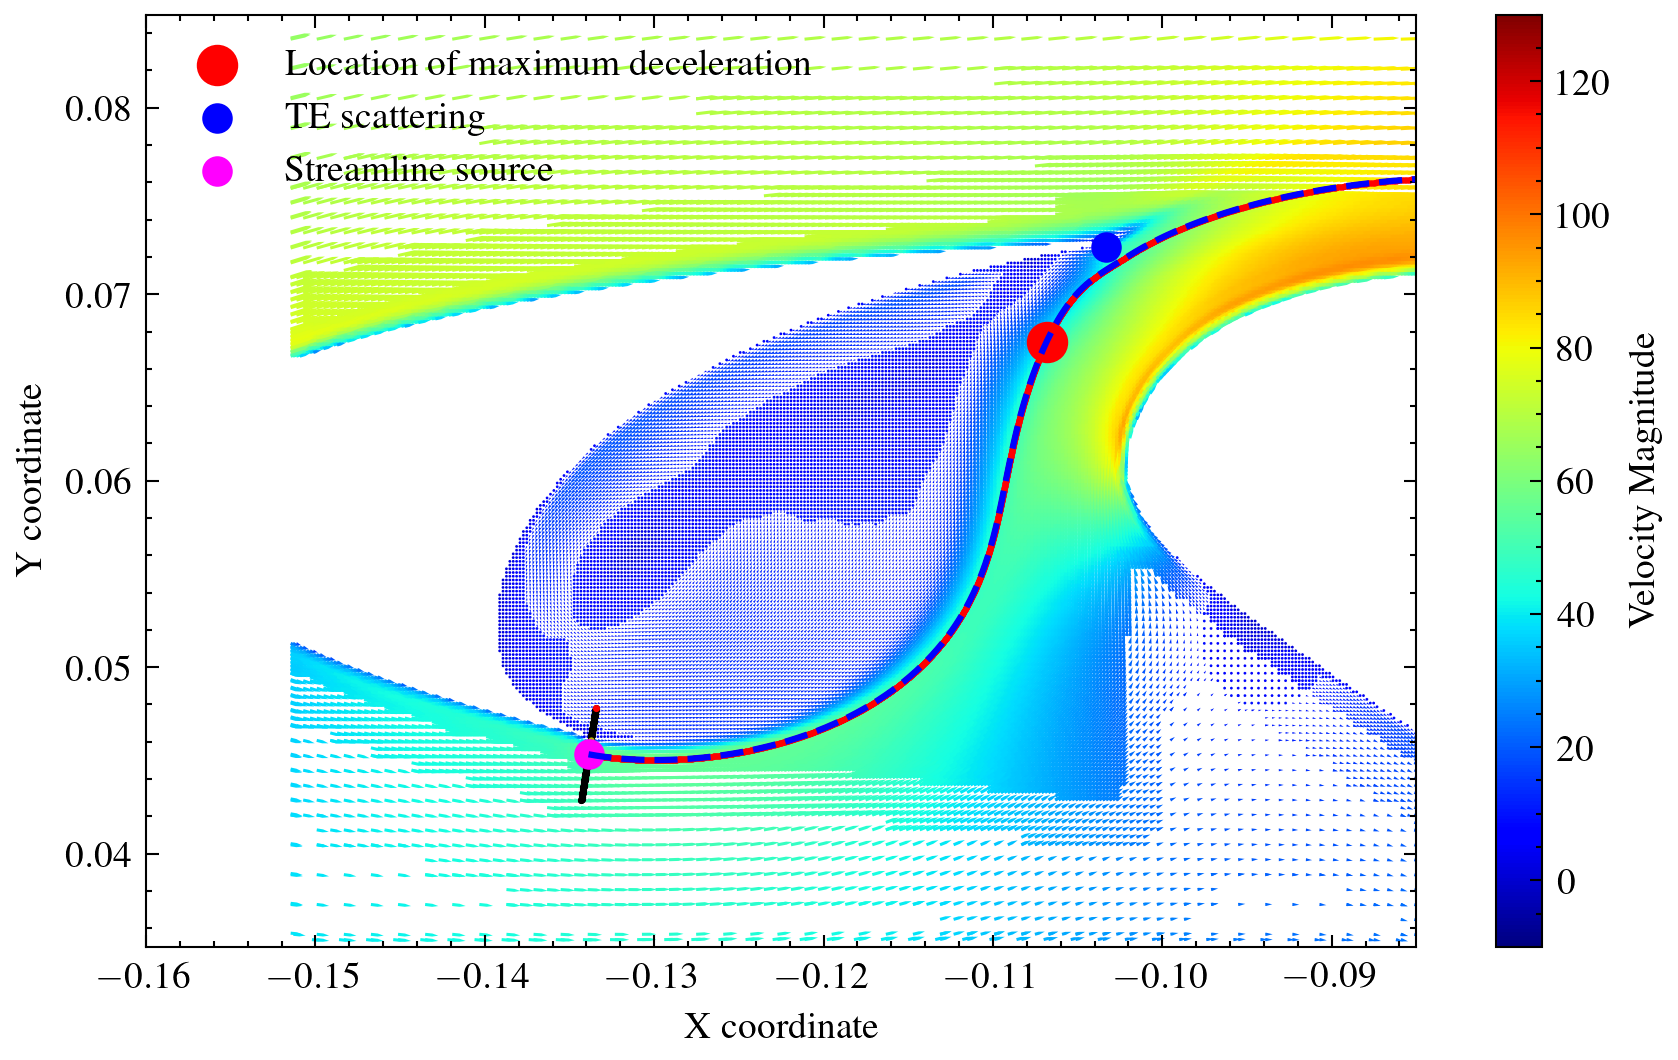 Location of maximum deceleration
TE scattering
Streamline source
0.08
0.07
0.06
0.05
0.04
Y coordinate
−0.16 −0.15 −0.14 −0.13 −0.12 −0.11 −0.10 −0.09
X coordinate
120
100
80
60
40
20
0
Velocity Magnitude